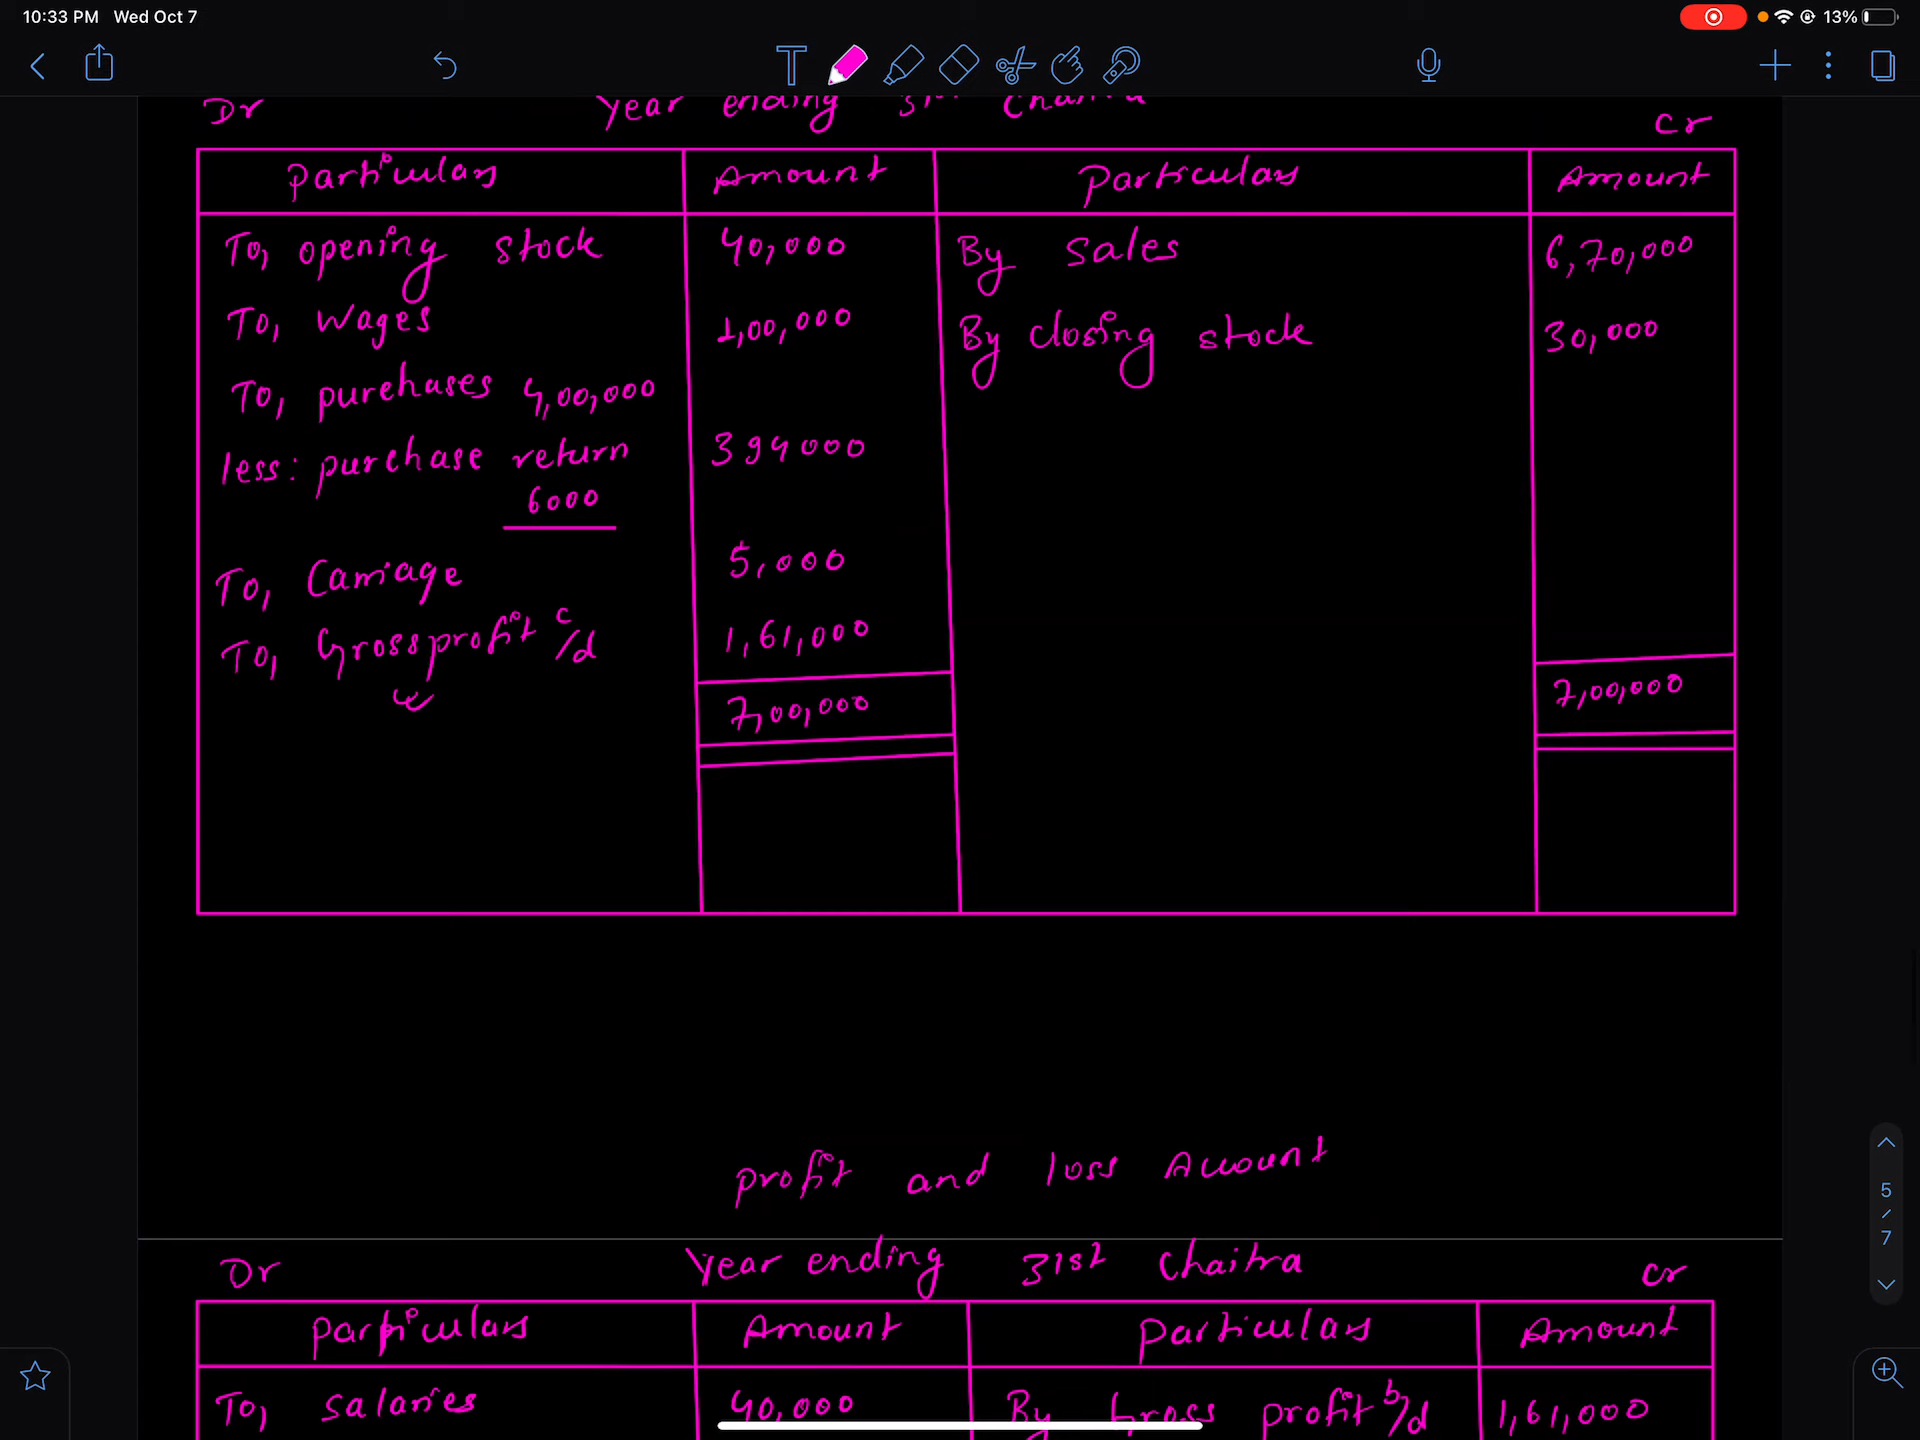 10:33 PM Wed Oct 7 13%
T
Dr Year ending Cr
Particulars Amount Particulars Amount
To, opening stock 40,000 By sales 6,70,000
To, wages 1,00,000 By closing stock 30,000
To, purchases 4,00,000
less: purchase return 394000
6000
To, Carriage 5,000
To, Gross profit c/d 1,61,000
7,00,000 7,00,000
profit and loss Account
5
/
7
Dr Year ending 31st Chaitra cr
Particulars Amount Particulars Amount
To, salaries 40,000 By Gross profit b/d 1,61,000